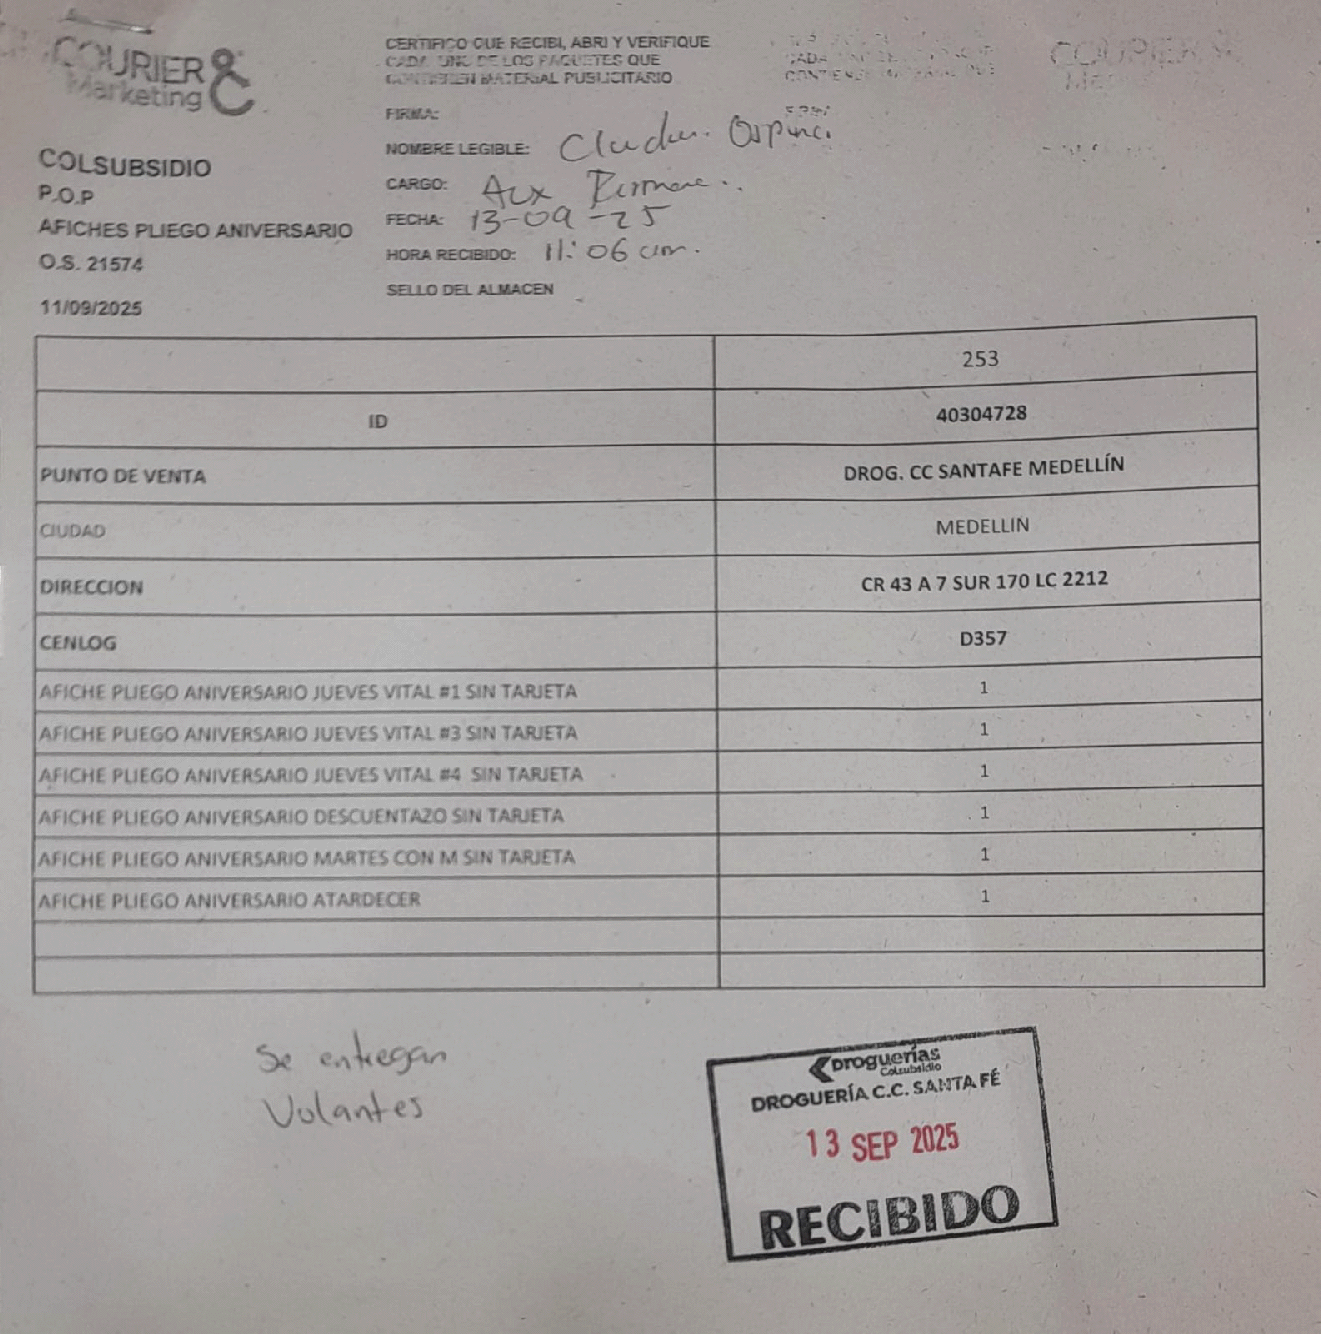 COURIER &
Marketing
COLSUBSIDIO
P.O.P
AFICHES PLIEGO ANIVERSARIO
O.S. 21574
11/09/2025
CERTIFICO QUE RECIBI, ABRI Y VERIFIQUE
CADA UNO DE LOS PAQUETES QUE
CONTIENEN MATERIAL PUBLICITARIO
FIRMA:
NOMBRE LEGIBLE: Ospina
CARGO: Aux
FECHA: 13-09-25
HORA RECIBIDO: 11:06 am.
SELLO DEL ALMACEN
COURIER &
253
ID 40304728
PUNTO DE VENTA DROG. CC SANTAFE MEDELLÍN
CIUDAD MEDELLIN
DIRECCION CR 43 A 7 SUR 170 LC 2212
CENLOG D357
AFICHE PLIEGO ANIVERSARIO JUEVES VITAL #1 SIN TARJETA 1
AFICHE PLIEGO ANIVERSARIO JUEVES VITAL #3 SIN TARJETA 1
AFICHE PLIEGO ANIVERSARIO JUEVES VITAL #4 SIN TARJETA 1
AFICHE PLIEGO ANIVERSARIO DESCUENTAZO SIN TARJETA 1
AFICHE PLIEGO ANIVERSARIO MARTES CON M SIN TARJETA 1
AFICHE PLIEGO ANIVERSARIO ATARDECER 1
Se entregan
Volantes
Droguerías
Colsubsidio
DROGUERÍA C.C. SANTA FÉ
13 SEP 2025
RECIBIDO